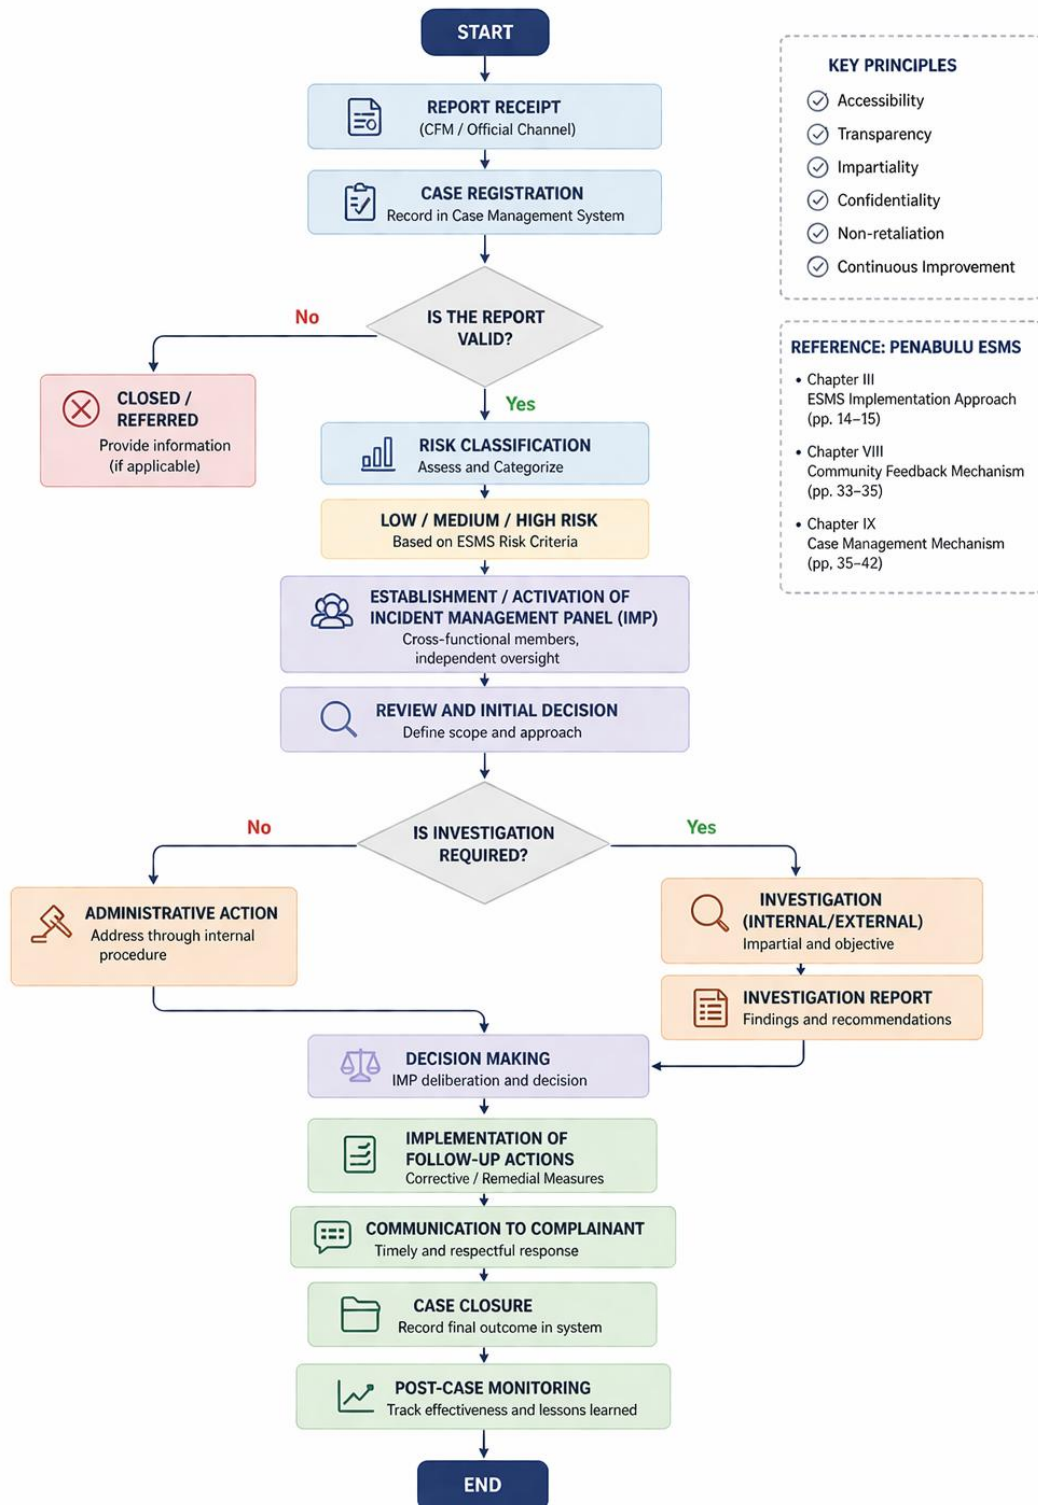 START
REPORT RECEIPT
(CFM / Official Channel)
CASE REGISTRATION
Record in Case Management System
IS THE REPORT
VALID?
No
CLOSED /
REFERRED
Provide information
(if applicable)
Yes
RISK CLASSIFICATION
Assess and Categorize
LOW / MEDIUM / HIGH RISK
Based on ESMS Risk Criteria
ESTABLISHMENT / ACTIVATION OF
INCIDENT MANAGEMENT PANEL (IMP)
Cross-functional members,
independent oversight
REVIEW AND INITIAL DECISION
Define scope and approach
IS INVESTIGATION
REQUIRED?
No
ADMINISTRATIVE ACTION
Address through internal
procedure
Yes
INVESTIGATION
(INTERNAL/EXTERNAL)
Impartial and objective
INVESTIGATION REPORT
Findings and recommendations
DECISION MAKING
IMP deliberation and decision
IMPLEMENTATION OF
FOLLOW-UP ACTIONS
Corrective / Remedial Measures
COMMUNICATION TO COMPLAINANT
Timely and respectful response
CASE CLOSURE
Record final outcome in system
POST-CASE MONITORING
Track effectiveness and lessons learned
END
KEY PRINCIPLES
Accessibility
Transparency
Impartiality
Confidentiality
Non-retaliation
Continuous Improvement
REFERENCE: PENABULU ESMS
• Chapter III
ESMS Implementation Approach
(pp. 14–15)
• Chapter VIII
Community Feedback Mechanism
(pp. 33–35)
• Chapter IX
Case Management Mechanism
(pp, 35–42)